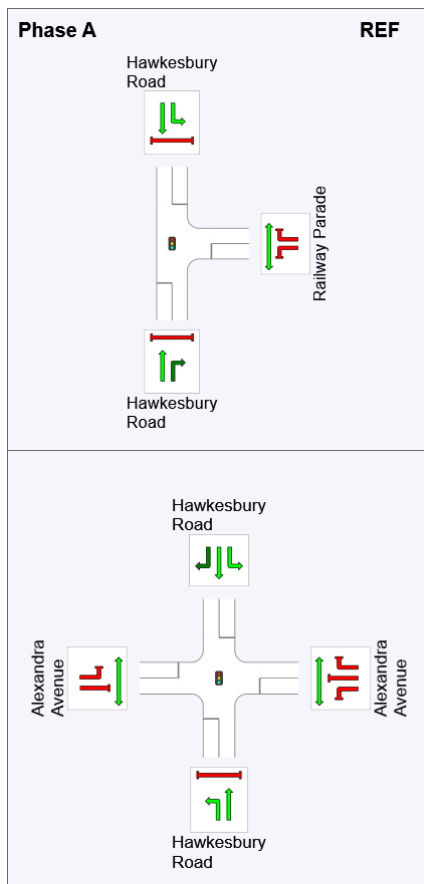 Phase A REF
Hawkesbury
Road
Railway Parade
Hawkesbury
Road
Hawkesbury
Road
Alexandra
Avenue
Alexandra
Avenue
Hawkesbury
Road